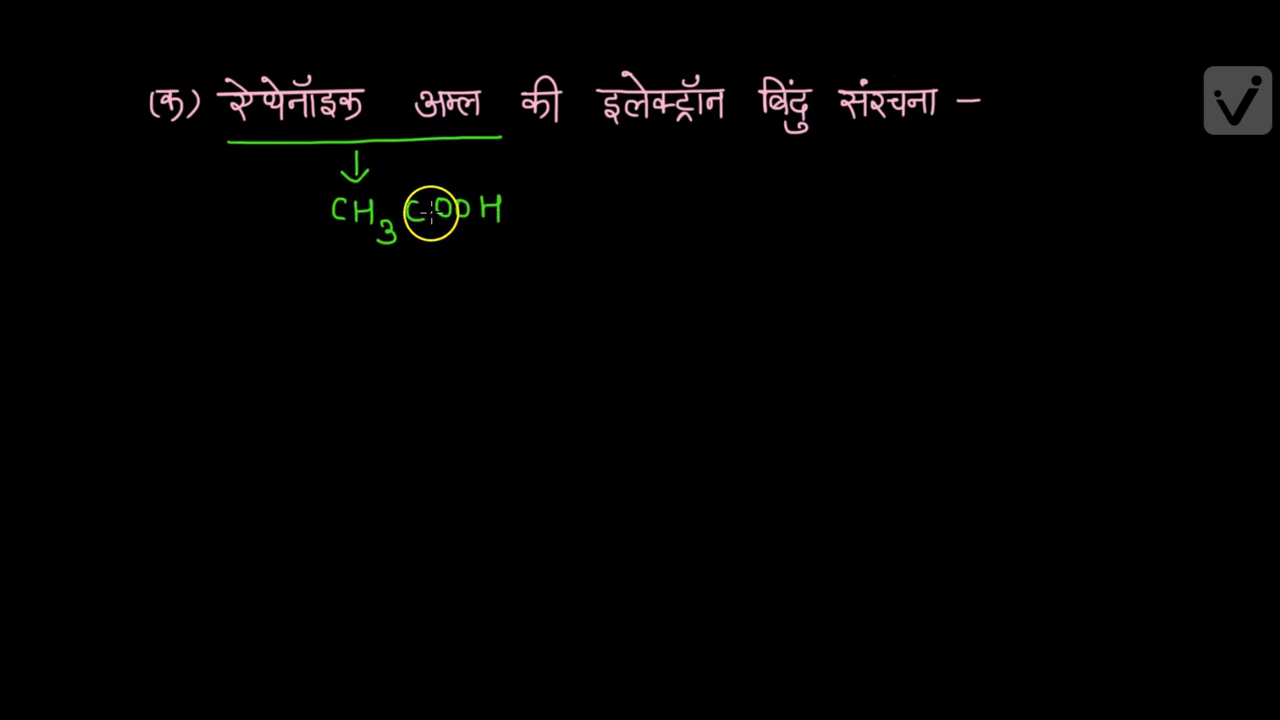 (क) एथेनॉइक अम्ल की इलेक्ट्रॉन बिंदु संरचना –
CH₃COOH